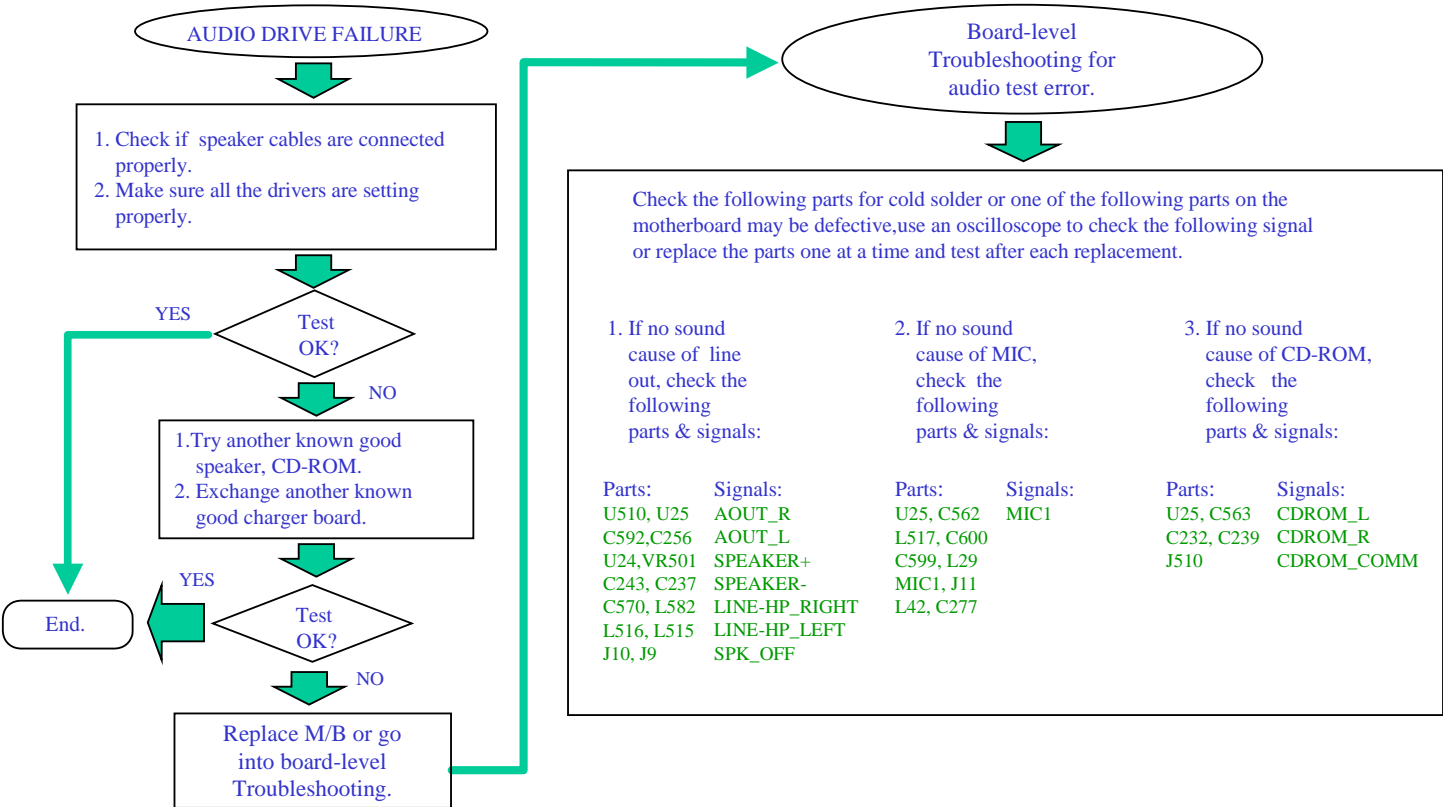 AUDIO DRIVE FAILURE
1. Check if speaker cables are connected
properly.
2. Make sure all the drivers are setting
properly.
YES
Test
OK?
NO
1.Try another known good
speaker, CD-ROM.
2. Exchange another known
good charger board.
YES
End.
Test
OK?
NO
Replace M/B or go
into board-level
Troubleshooting.
Board-level
Troubleshooting for
audio test error.
Check the following parts for cold solder or one of the following parts on the
motherboard may be defective,use an oscilloscope to check the following signal
or replace the parts one at a time and test after each replacement.
1. If no sound
cause of line
out, check the
following
parts & signals:
Parts: Signals:
U510, U25 AOUT_R
C592,C256 AOUT_L
U24,VR501 SPEAKER+
C243, C237 SPEAKER-
C570, L582 LINE-HP_RIGHT
L516, L515 LINE-HP_LEFT
J10, J9 SPK_OFF
2. If no sound
cause of MIC,
check the
following
parts & signals:
Parts: Signals:
U25, C562 MIC1
L517, C600
C599, L29
MIC1, J11
L42, C277
3. If no sound
cause of CD-ROM,
check the
following
parts & signals:
Parts: Signals:
U25, C563 CDROM_L
C232, C239 CDROM_R
J510 CDROM_COMM